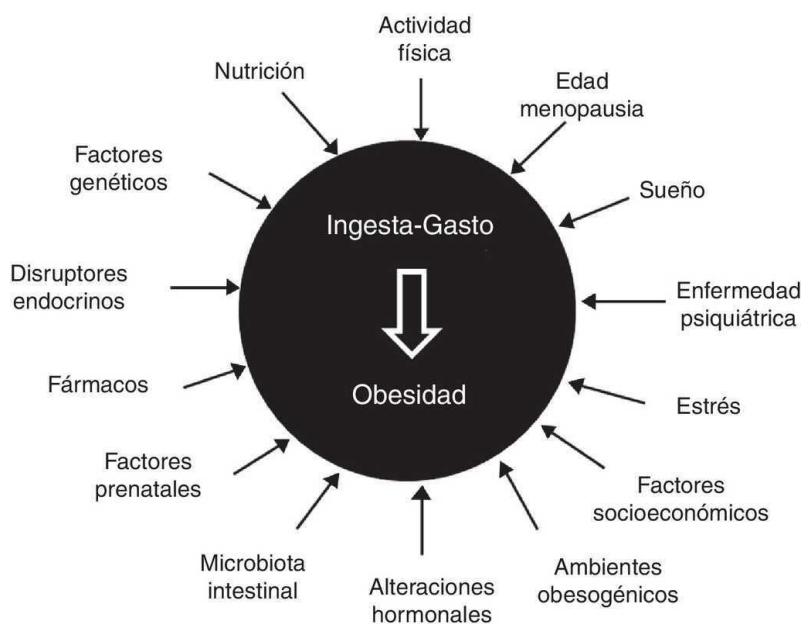 Actividad
física
Nutrición
Edad
menopausia
Factores
genéticos
Sueño
Ingesta-Gasto
Disruptores
endocrinos
Enfermedad
psiquiátrica
Fármacos
Obesidad
Estrés
Factores
prenatales
Factores
socioeconómicos
Microbiota
intestinal
Alteraciones
hormonales
Ambientes
obesogénicos